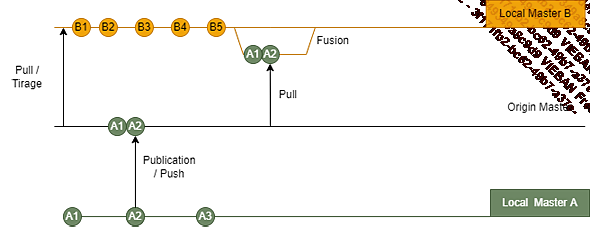 B1 B2 B3 B4 B5
Local Master B
A1 A2
Fusion
Pull /
Tirage
Pull
Origin
A1 A2
Publication
/ Push
A1 A2 A3
Local Master A